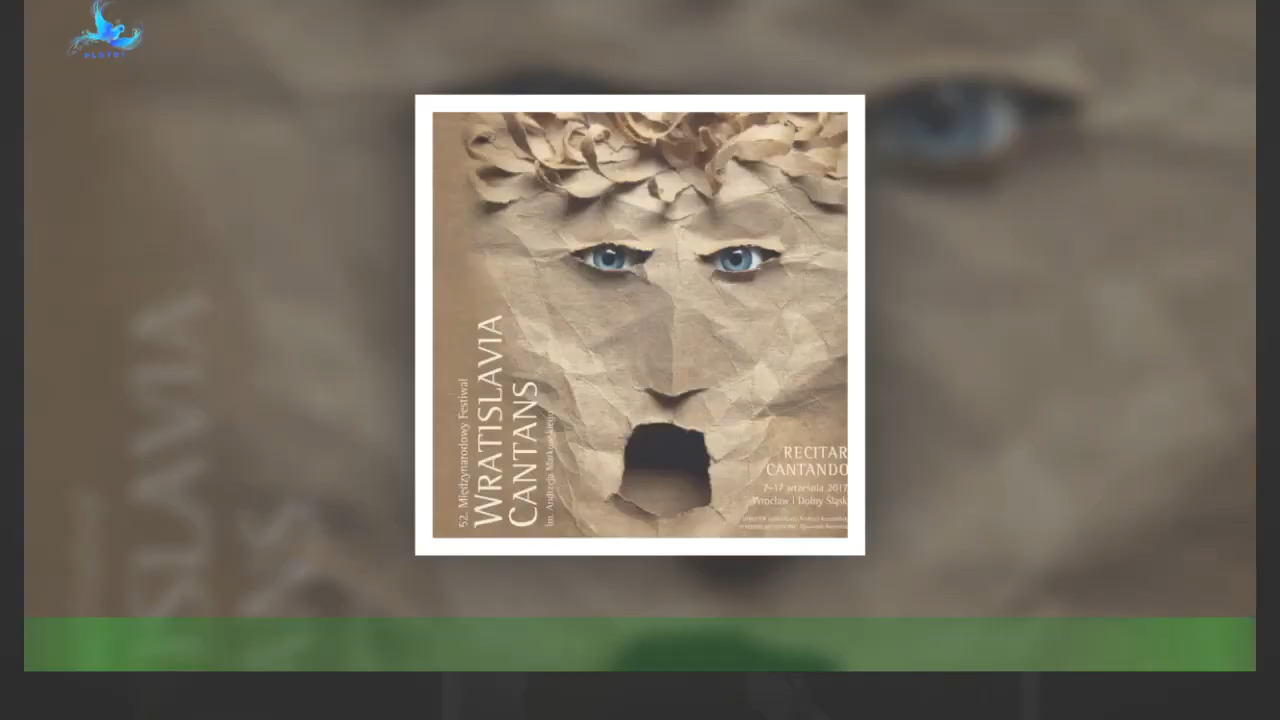 52. Międzynarodowy Festiwal
WRATISLAVIA
CANTANS
im. Andrzeja Markowskiego
RECITAR
CANTANDO
7–17 września 2017
Wrocław | Dolny Śląsk